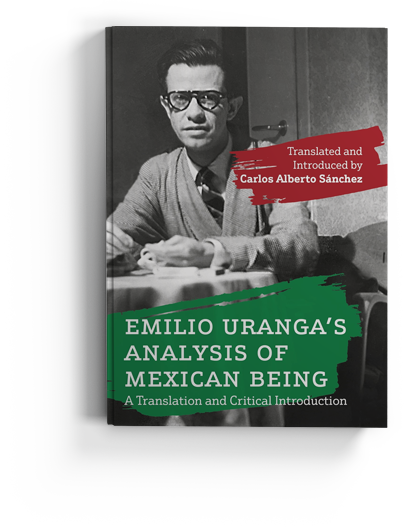 Translated and
Introduced by
Carlos Alberto Sánchez
EMILIO URANGA'S
ANALYSIS OF
MEXICAN BEING
A Translation and Critical Introduction